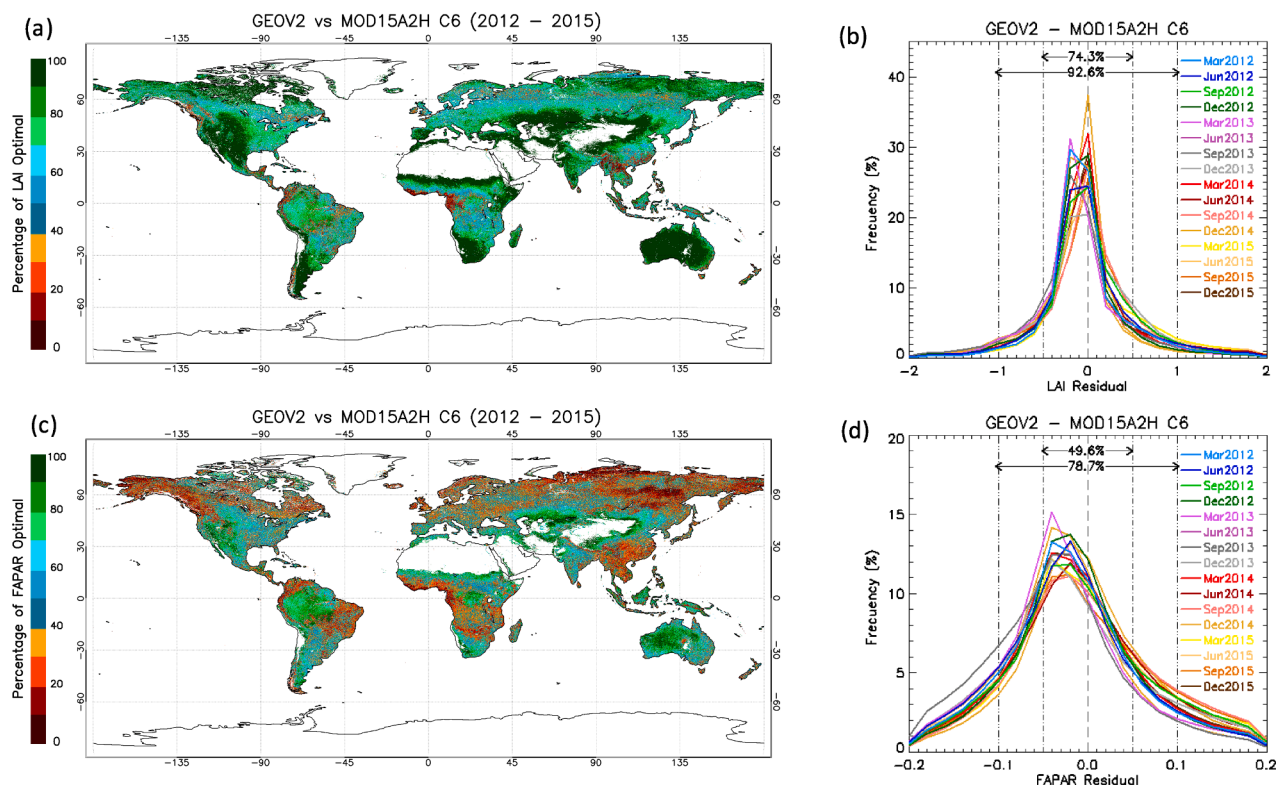 (a)
GEOV2 vs MOD15A2H C6 (2012 – 2015)
−135 −90 −45 0 45 90 135
Percentage of LAI Optimal
100
80
60
40
20
0
60
30
0
−30
−60
60
30
0
−30
−60
−135 −90 −45 0 45 90 135
(b)
GEOV2 − MOD15A2H C6
74.3%
92.6%
Frecuency (%)
40
30
20
10
0
−2 −1 0 1 2
LAI Residual
Mar2012
Jun2012
Sep2012
Dec2012
Mar2013
Jun2013
Sep2013
Dec2013
Mar2014
Jun2014
Sep2014
Dec2014
Mar2015
Jun2015
Sep2015
Dec2015
(c)
GEOV2 vs MOD15A2H C6 (2012 – 2015)
−135 −90 −45 0 45 90 135
Percentage of FAPAR Optimal
100
80
60
40
20
0
60
30
0
−30
−60
60
30
0
−30
−60
−135 −90 −45 0 45 90 135
(d)
GEOV2 − MOD15A2H C6
49.6%
78.7%
Frecuency (%)
20
15
10
5
0
−0.2 −0.1 0.0 0.1 0.2
FAPAR Residual
Mar2012
Jun2012
Sep2012
Dec2012
Mar2013
Jun2013
Sep2013
Dec2013
Mar2014
Jun2014
Sep2014
Dec2014
Mar2015
Jun2015
Sep2015
Dec2015